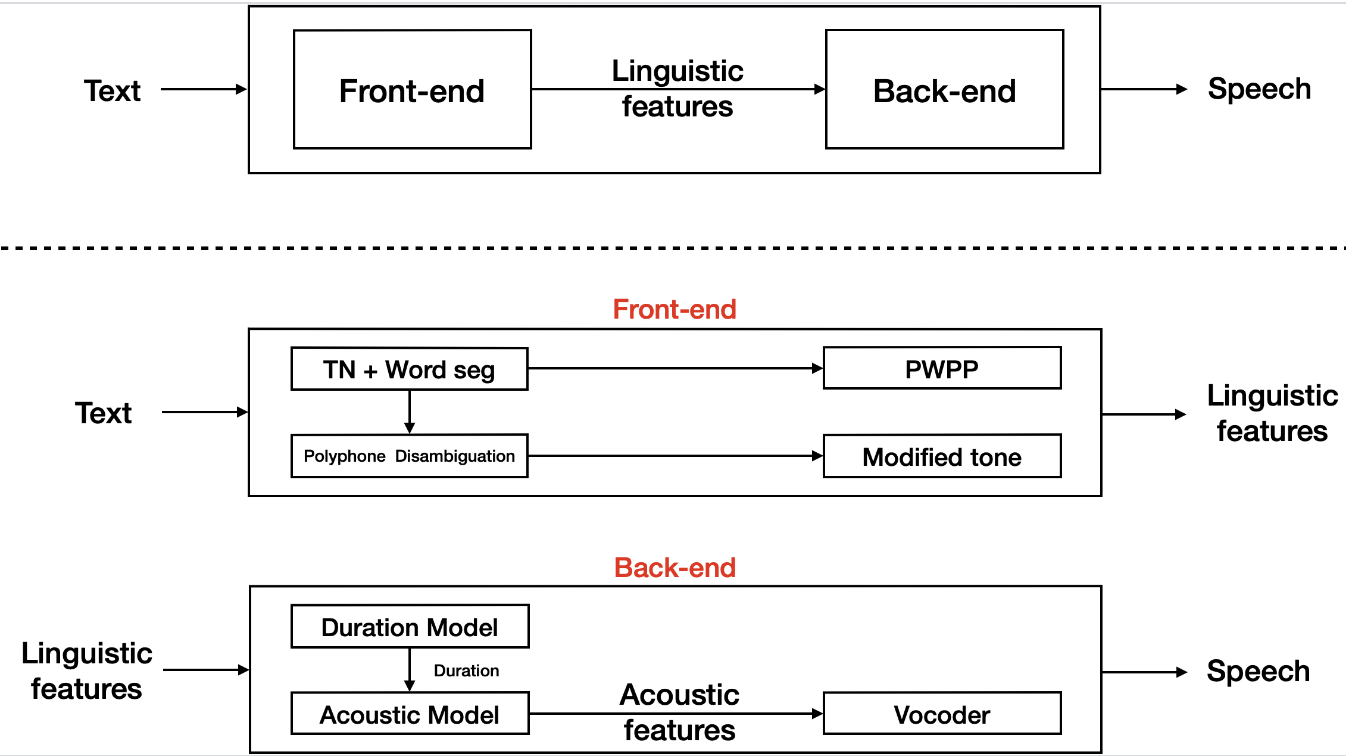 Text
Front-end
Linguistic
features
Back-end
Speech
Front-end
TN + Word seg
PWPP
Text
Linguistic
features
Polyphone Disambiguation
Modified tone
Back-end
Duration Model
Linguistic
features
Duration
Speech
Acoustic Model
Acoustic
features
Vocoder